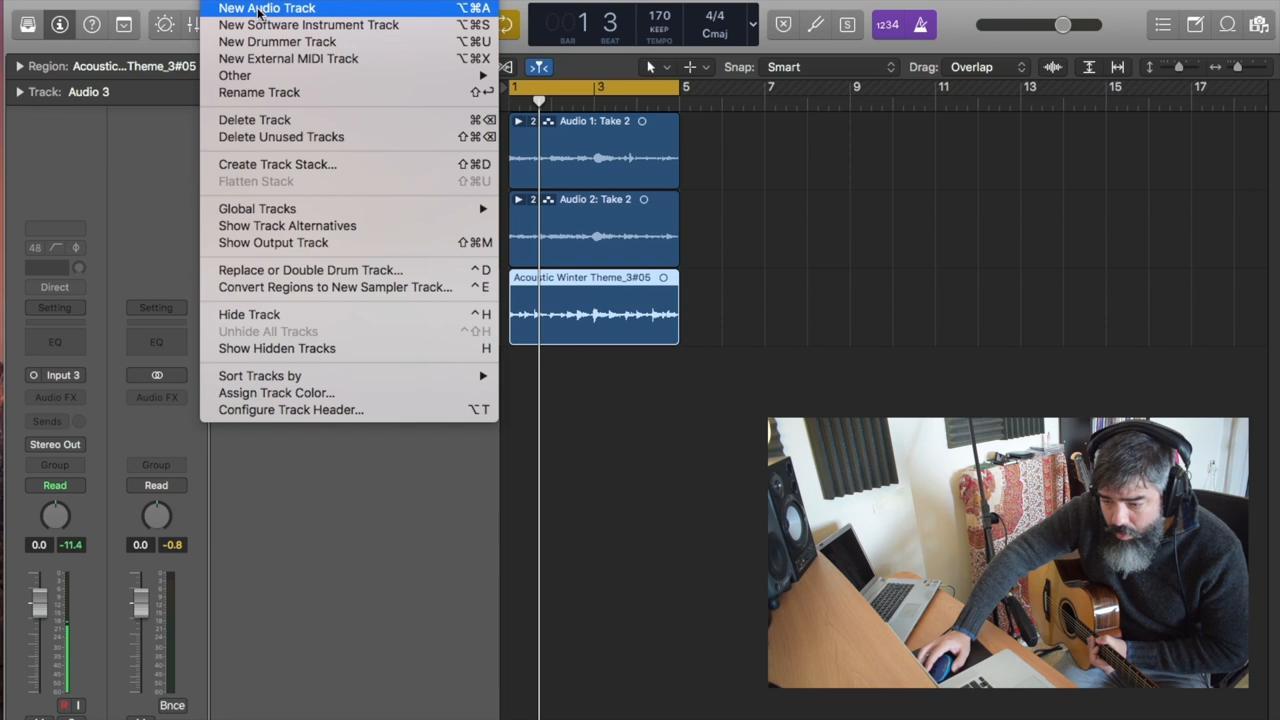 New Audio Track ⌥⌘A
New Software Instrument Track ⌥⌘S
New Drummer Track ⌥⌘U
New External MIDI Track ⌥⌘X
Other
Rename Track ⇧↩
Delete Track ⌘⌫
Delete Unused Tracks ⇧⌘⌫
Create Track Stack... ⇧⌘D
Flatten Stack ⇧⌘U
Global Tracks
Show Track Alternatives
Show Output Track ⇧⌘M
Replace or Double Drum Track... ^D
Convert Regions to New Sampler Track... ^E
Hide Track ^H
Unhide All Tracks ^⇧H
Show Hidden Tracks H
Sort Tracks by
Assign Track Color...
Configure Track Header... ⌥T
001 3 170 4/4
BAR BEAT KEEP Cmaj
TEMPO
S
1234
Region: Acoustic...Theme_3#05
Snap: Smart
Drag: Overlap
Track: Audio 3
1 3 5 7 9 11 13 15 17
2 Audio 1: Take 2
2 Audio 2: Take 2
Acoustic Winter Theme_3#05
48
Direct
Setting Setting
EQ EQ
Input 3
Audio FX Audio FX
Sends
Stereo Out
Group Group
Read Read
0.0 -11.4 0.0 -0.8
R I Bnce